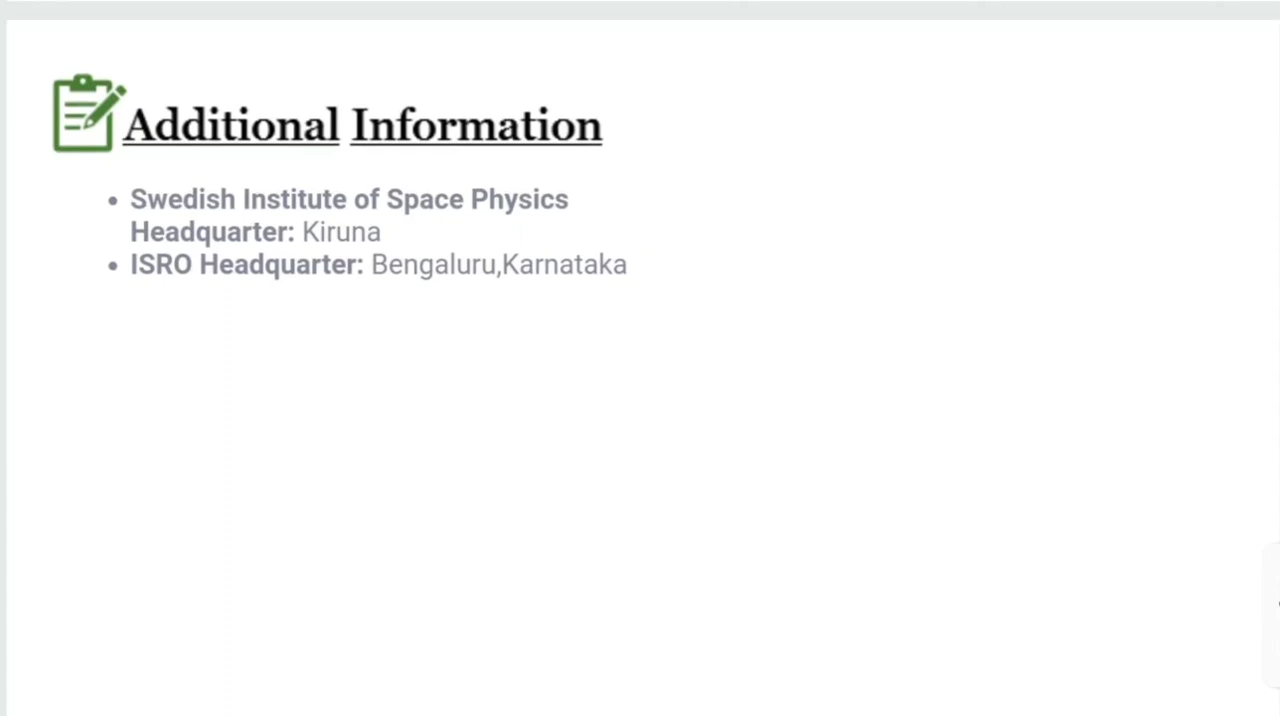 Additional Information
• Swedish Institute of Space Physics
Headquarter: Kiruna
• ISRO Headquarter: Bengaluru,Karnataka